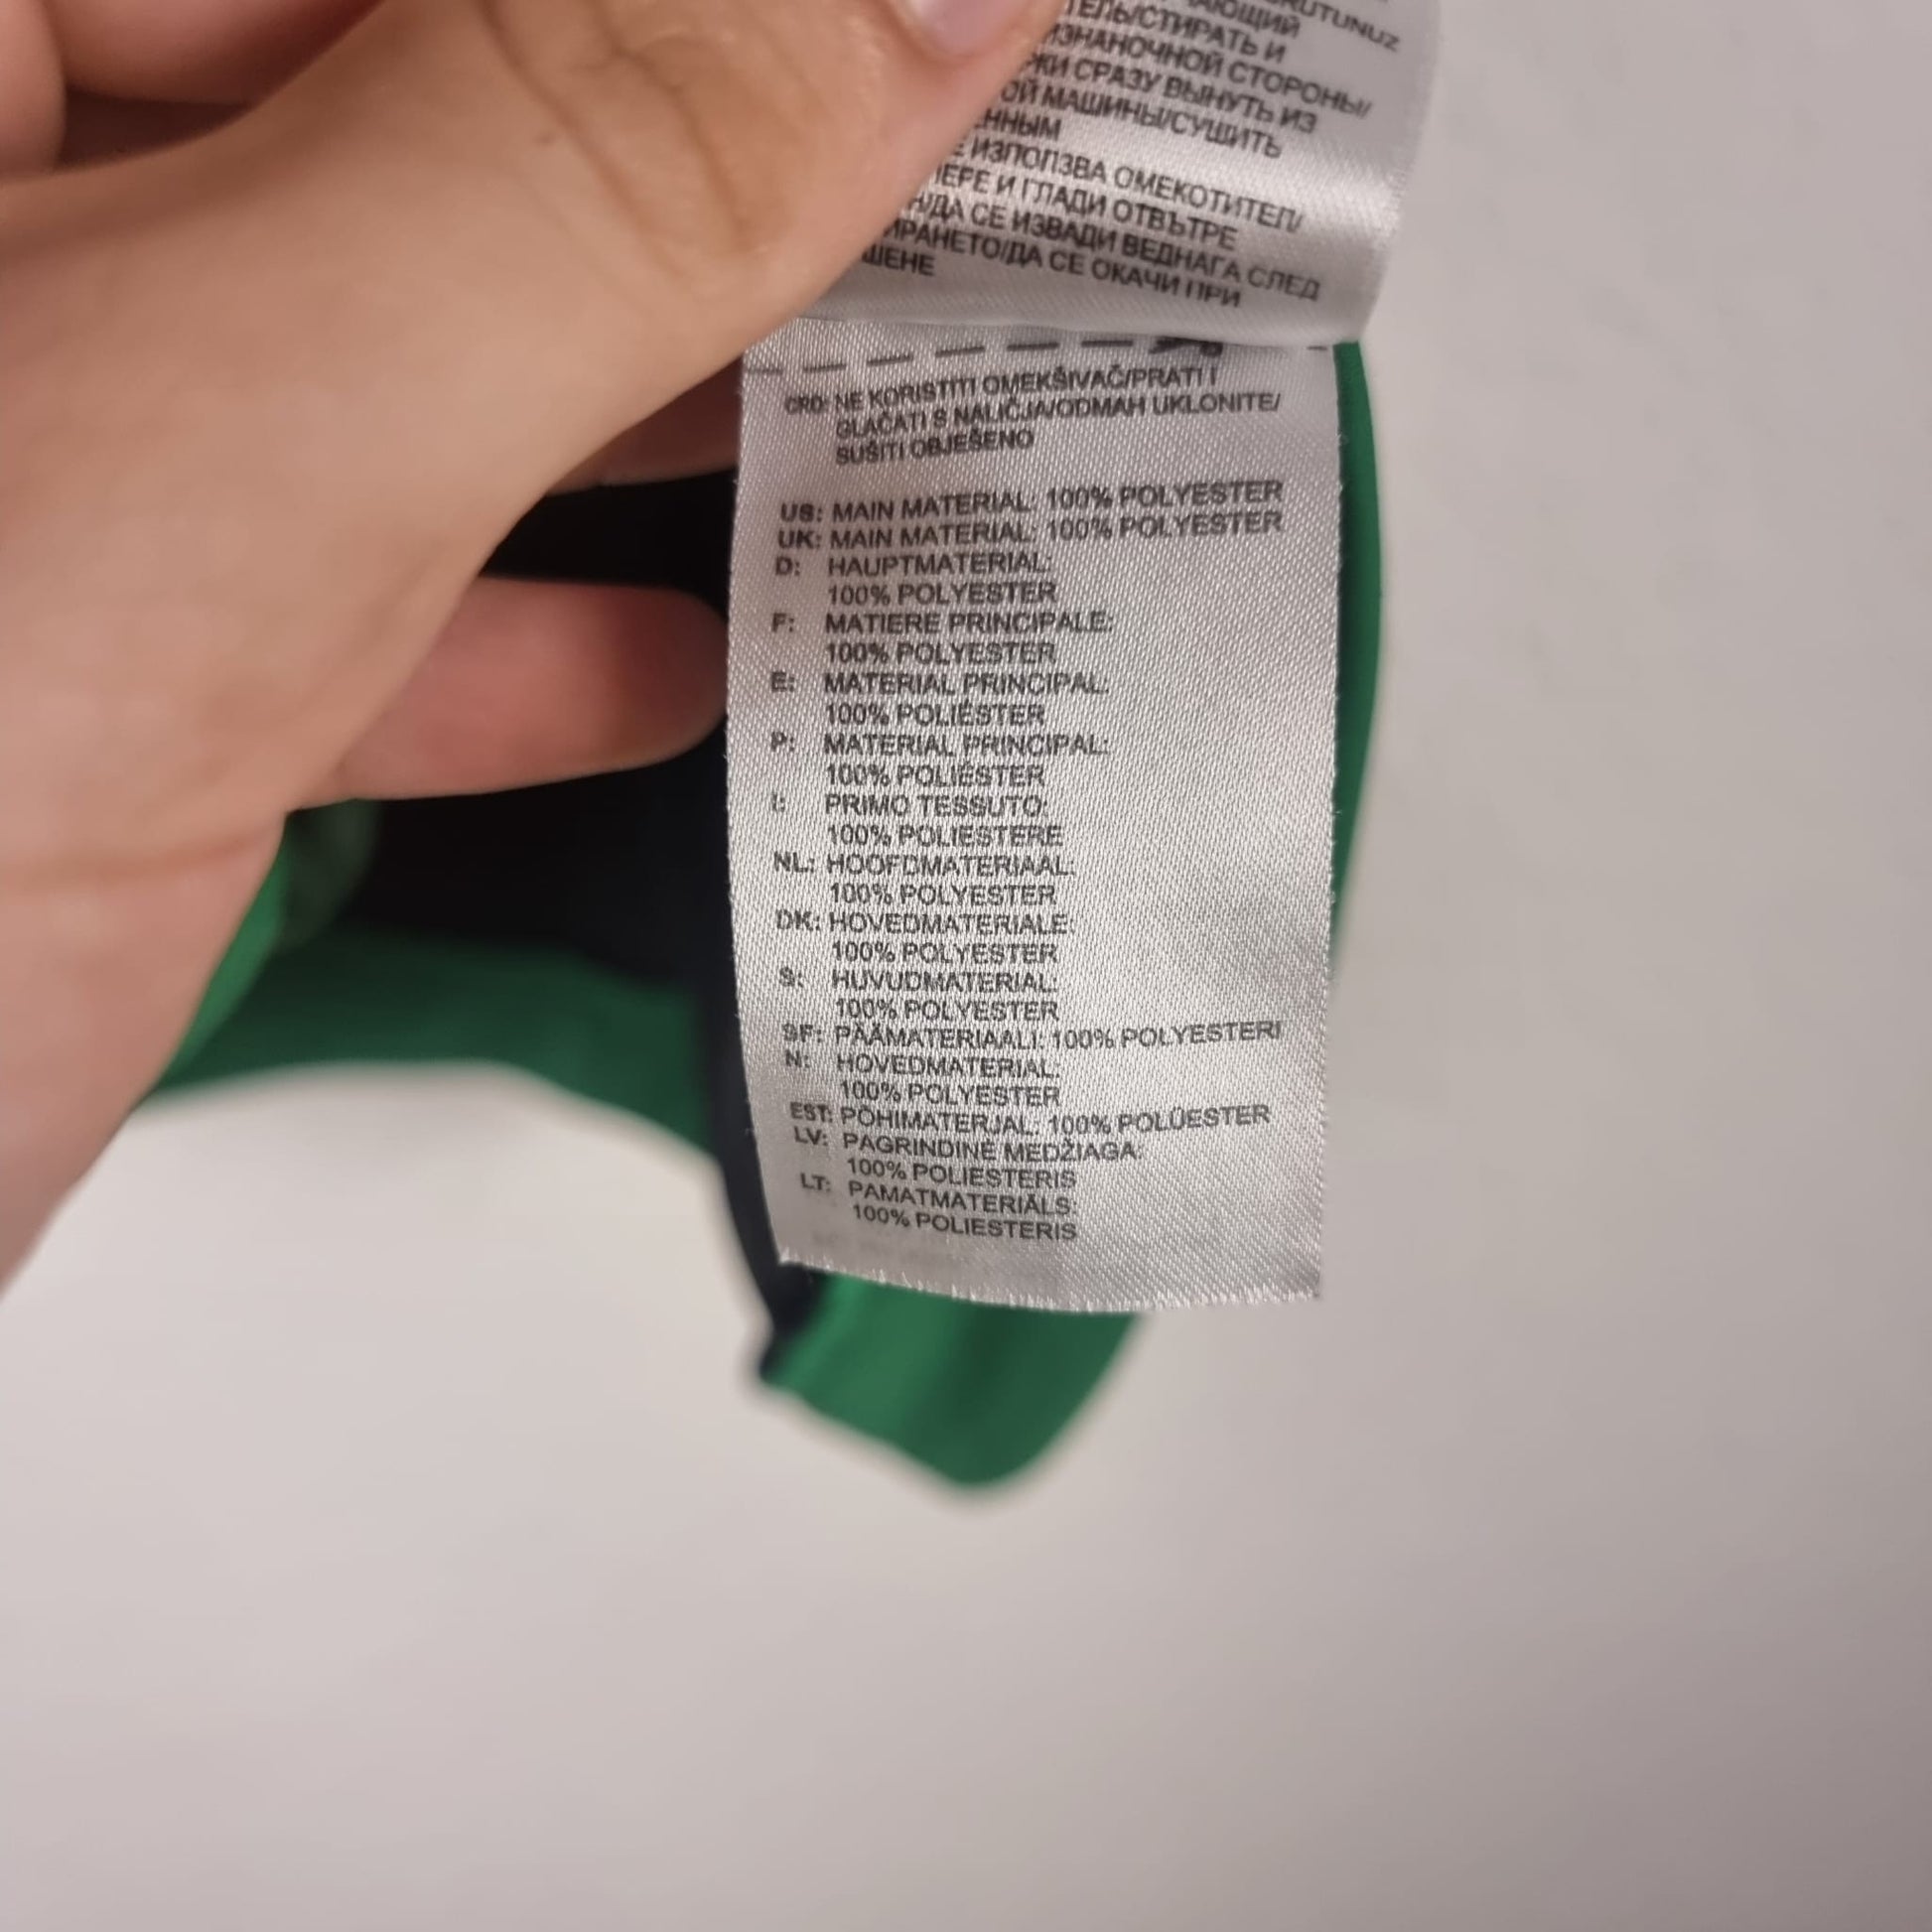 RUTUNUZ
ТЕЛЬ/СТИРАТЬ И
ИЗНАНОЧНОЙ СТОРОНЫ/
СРАЗУ ВЫНУТЬ ИЗ
ОЙ МАШИНЫ/СУШИТЬ
ЕННЫМ
ИЗПОЛЗВА ОМЕКОТИТЕЛ/
ПЕРЕ И ГЛАДИ ОТВЪТРЕ
Н/ДА СЕ ИЗВАДИ ВЕДНАГА СЛЕД
ИРАНЕТО/ДА СЕ ОКАЧИ ПРИ
ШЕНЕ
CRO: NE KORISTITI OMEKŠIVAČ/PRATI I
GLAČATI S NALIČJA/ODMAH UKLONITE/
SUŠITI OBJEŠENO
US: MAIN MATERIAL: 100% POLYESTER
UK: MAIN MATERIAL: 100% POLYESTER
D: HAUPTMATERIAL:
100% POLYESTER
F: MATIERE PRINCIPALE:
100% POLYESTER
E: MATERIAL PRINCIPAL:
100% POLIÉSTER
P: MATERIAL PRINCIPAL:
100% POLIÉSTER
I: PRIMO TESSUTO:
100% POLIESTERE
NL: HOOFDMATERIAAL:
100% POLYESTER
DK: HOVEDMATERIALE:
100% POLYESTER
S: HUVUDMATERIAL:
100% POLYESTER
SF: PÄÄMATERIAALI: 100% POLYESTERI
N: HOVEDMATERIAL:
100% POLYESTER
EST: PÕHIMATERJAL: 100% POLÜESTER
LV: PAGRINDINĖ MEDŽIAGA:
100% POLIESTERIS
LT: PAMATMATERIĀLS:
100% POLIESTERIS